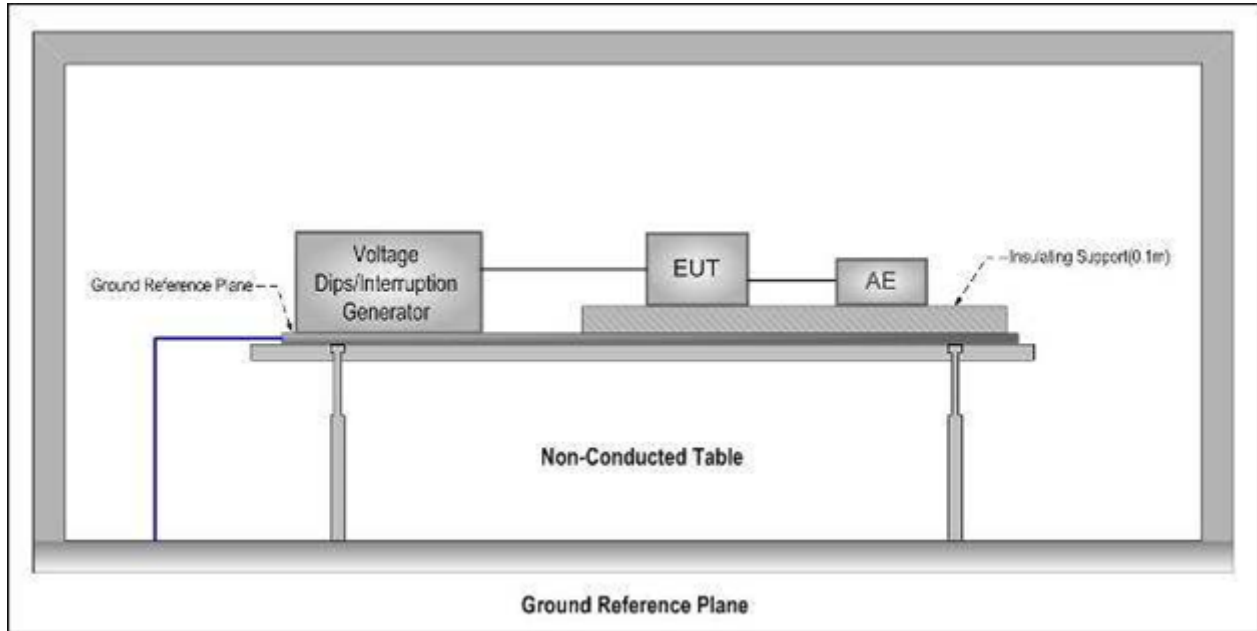 Voltage
Dips/Interruption
Generator
EUT
AE
Insulating Support(0.1m)
Ground Reference Plane
Non-Conducted Table
Ground Reference Plane